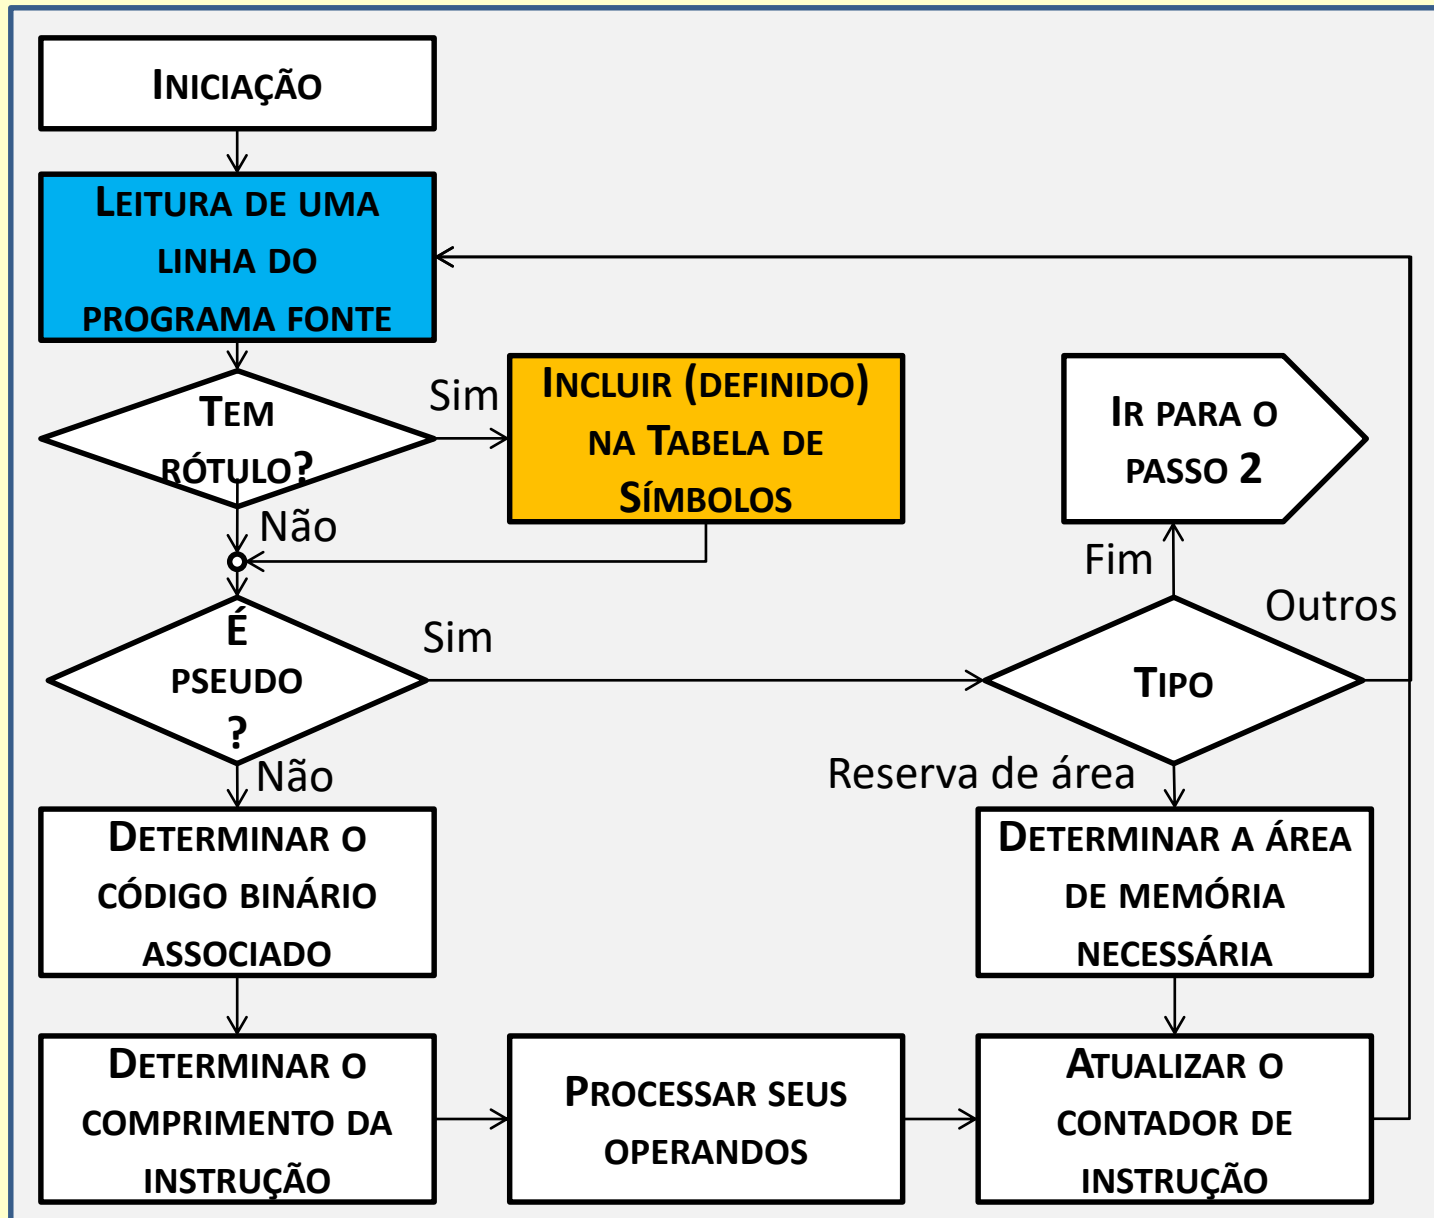 INICIAÇÃO
LEITURA DE UMA
LINHA DO
PROGRAMA FONTE
TEM
RÓTULO?
Sim
INCLUIR (DEFINIDO)
NA TABELA DE
SÍMBOLOS
Não
IR PARA O
PASSO 2
Fim
Outros
É
PSEUDO
?
Sim
TIPO
Não
Reserva de área
DETERMINAR O
CÓDIGO BINÁRIO
ASSOCIADO
DETERMINAR A ÁREA
DE MEMÓRIA
NECESSÁRIA
DETERMINAR O
COMPRIMENTO DA
INSTRUÇÃO
PROCESSAR SEUS
OPERANDOS
ATUALIZAR O
CONTADOR DE
INSTRUÇÃO